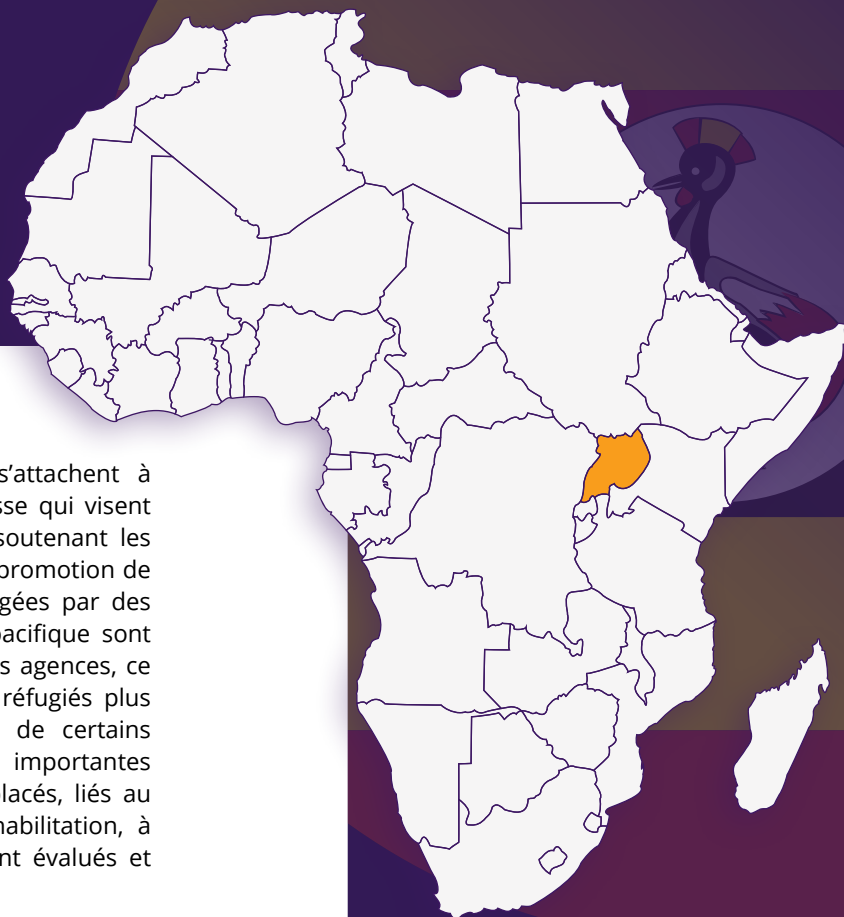 s’attachent à
sse qui visent
soutenant les
promotion de
gées par des
pacifique sont
s agences, ce
réfugiés plus
de certains
importantes
lacés, liés au
nabilitation, à
nt évalués et